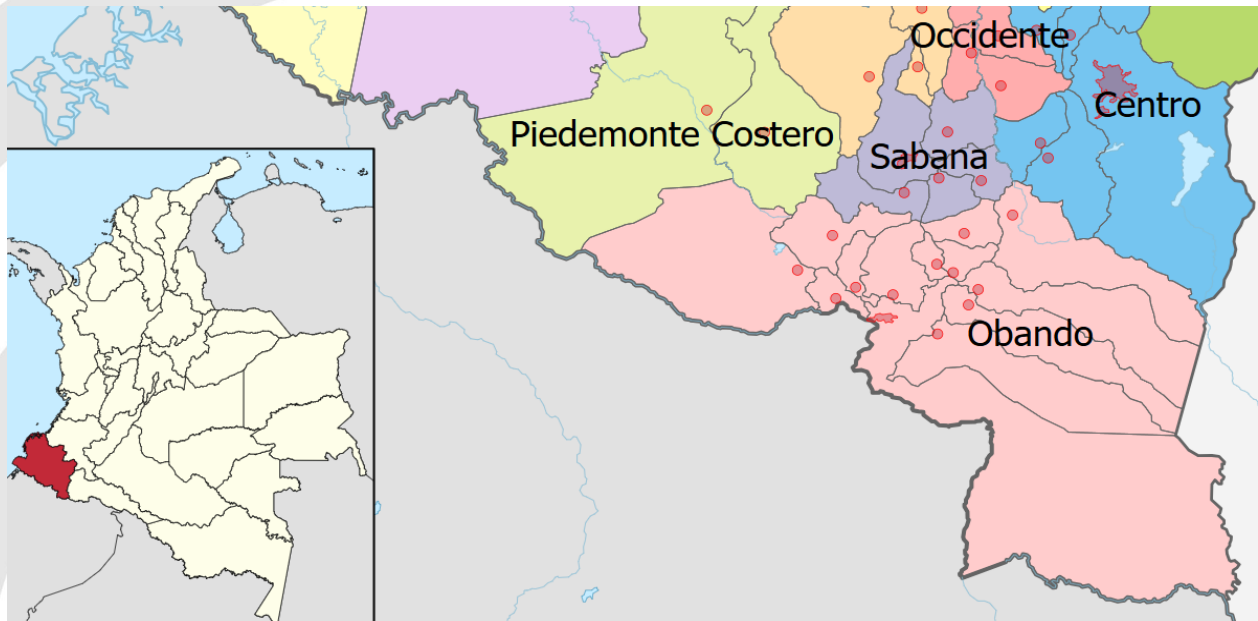 Occidente
Centro
Piedemonte Costero
Sabana
Obando